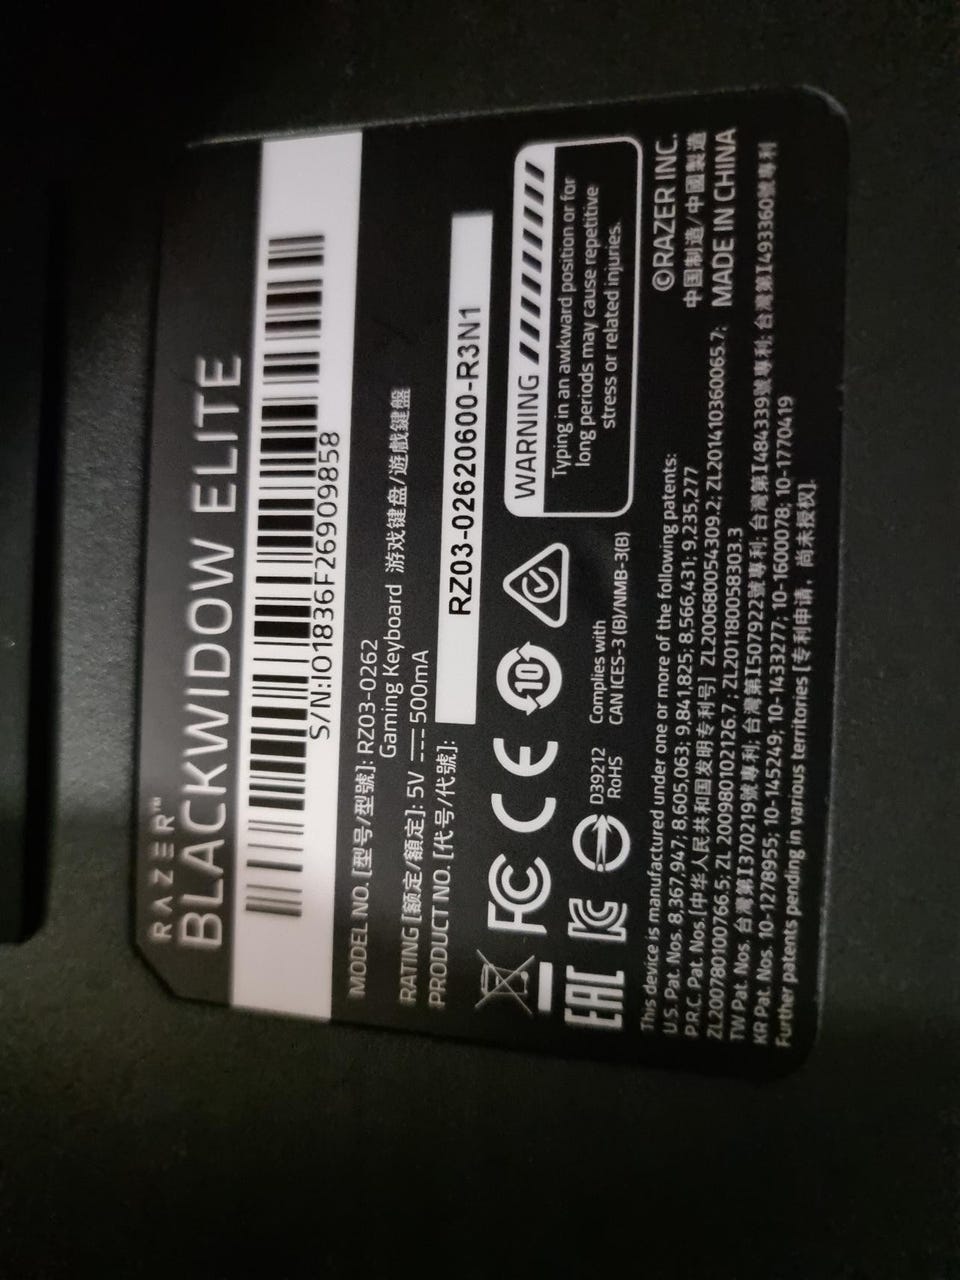 RAZER™
BLACKWIDOW ELITE
S/N:IO1836F26909858
MODEL NO. [型号/型號]: RZ03-0262
Gaming Keyboard 游戏键盘/遊戲鍵盤
RATING [额定/額定]: 5V ⎓ 500mA
PRODUCT NO. [代号/代號]:
RZ03-02620600-R3N1
FC CE 10
EAC KC D39212
RoHS
Complies with
CAN ICES-3 (B)/NMB-3(B)
WARNING
Typing in an awkward position or for
long periods may cause repetitive
stress or related injuries.
©RAZER INC.
中国制造/中國製造
MADE IN CHINA
This device is manufactured under one or more of the following patents:
U.S. Pat. Nos. 8,367,947; 8,605,063; 9,841,825; 8,566,431; 9,235,277
P.R.C. Pat. Nos. [中华人民共和国发明专利号] ZL200680054309.2; ZL201410360065.7;
ZL200780100766.5; ZL 200980102126.7 ; ZL201180058303.3
TW Pat. Nos. 台灣第I370219號專利; 台灣第I507922號專利; 台灣第I484339號專利; 台灣第I493360號專利
KR Pat. Nos. 10-1278955; 10-1445249; 10-1433277; 10-1600078; 10-1770419
Further patents pending in various territories [专利申请，尚未授权].